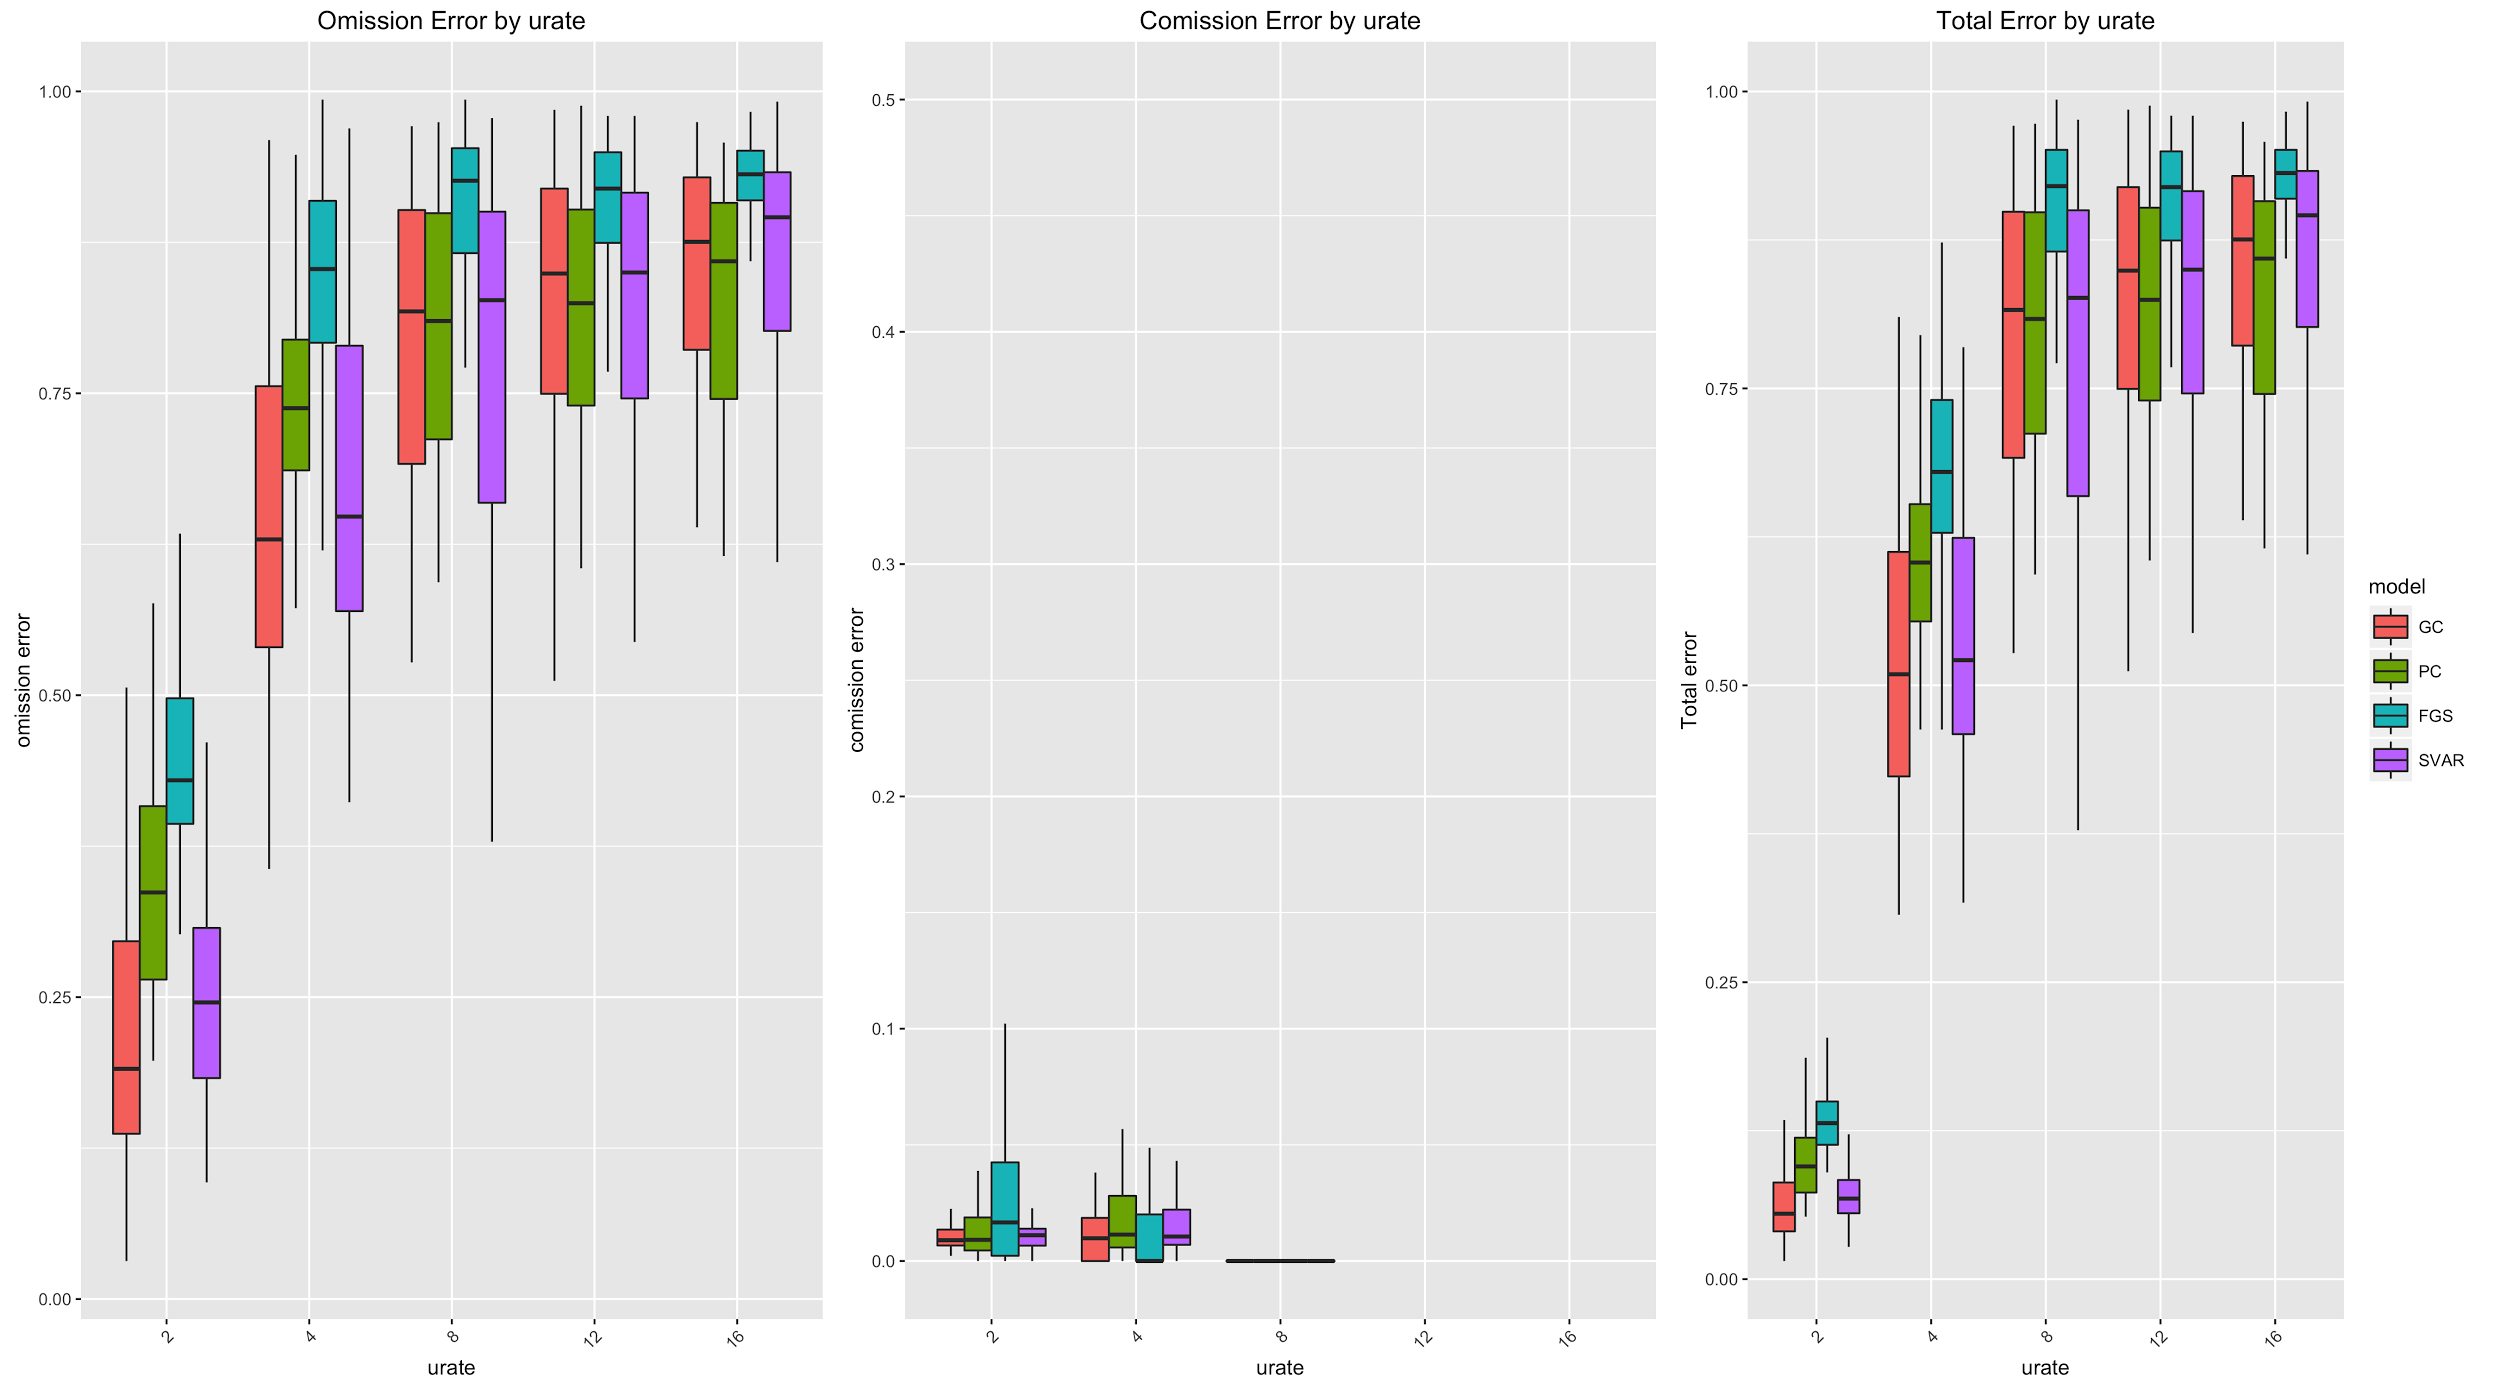 Omission Error by urate
omission error
1.00
0.75
0.50
0.25
0.00
2
4
8
12
16
urate
Comission Error by urate
comission error
0.5
0.4
0.3
0.2
0.1
0.0
2
4
8
12
16
urate
Total Error by urate
Total error
1.00
0.75
0.50
0.25
0.00
2
4
8
12
16
urate
model
GC
PC
FGS
SVAR